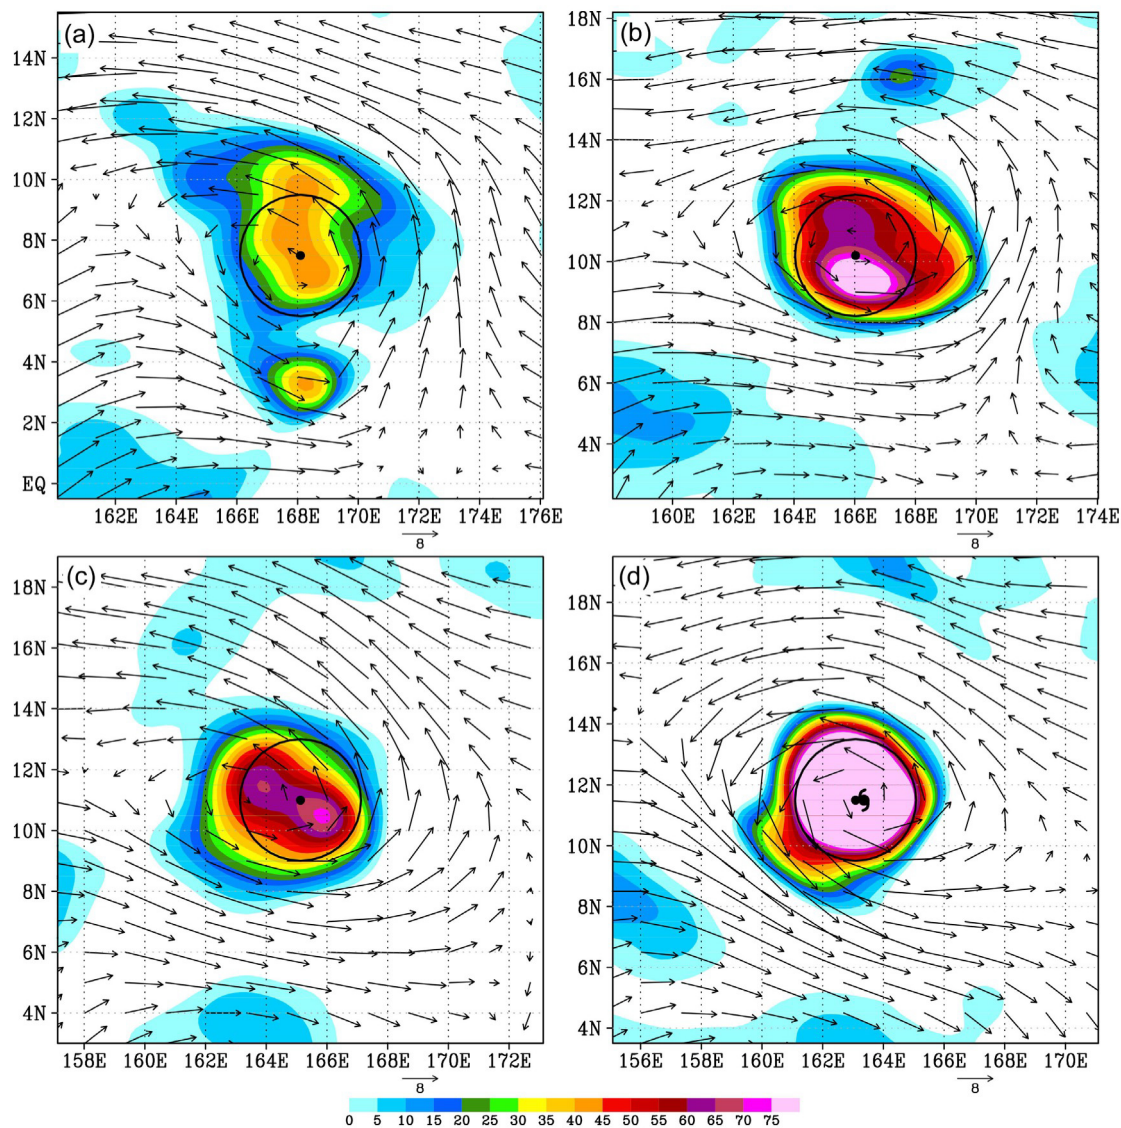 (a)
14N
12N
10N
8N
6N
4N
2N
EQ
162E 164E 166E 168E 170E 172E 174E 176E
8
(b)
18N
16N
14N
12N
10N
8N
6N
4N
160E 162E 164E 166E 168E 170E 172E 174E
8
(c)
18N
16N
14N
12N
10N
8N
6N
4N
158E 160E 162E 164E 166E 168E 170E 172E
8
(d)
18N
16N
14N
12N
10N
8N
6N
4N
156E 158E 160E 162E 164E 166E 168E 170E
8
0 5 10 15 20 25 30 35 40 45 50 55 60 65 70 75